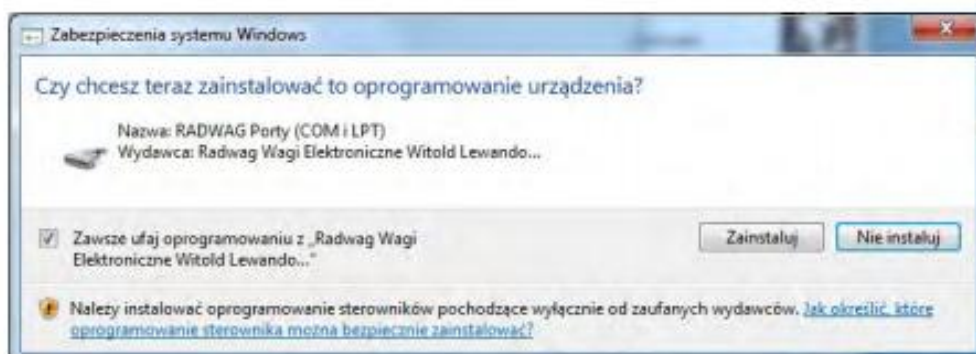 Zabezpieczenia systemu Windows
Czy chcesz teraz zainstalować to oprogramowanie urządzenia?
Nazwa: RADWAG Porty (COM i LPT)
Wydawca: Radwag Wagi Elektroniczne Witold Lewando...
Zawsze ufaj oprogramowaniu z „Radwag Wagi
Elektroniczne Witold Lewando..."
Zainstaluj
Nie instaluj
Należy instalować oprogramowanie sterowników pochodzące wyłącznie od zaufanych wydawców. Jak określić, które
oprogramowanie sterownika można bezpiecznie zainstalować?